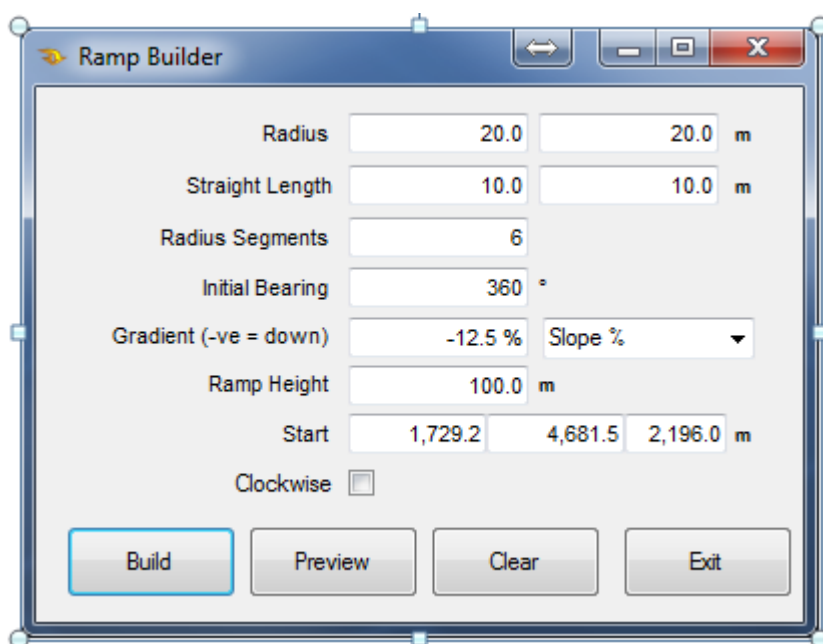 Ramp Builder
Radius 20.0 20.0 m
Straight Length 10.0 10.0 m
Radius Segments 6
Initial Bearing 360 °
Gradient (-ve = down) -12.5 % Slope %
Ramp Height 100.0 m
Start 1,729.2 4,681.5 2,196.0 m
Clockwise
Build Preview Clear Exit